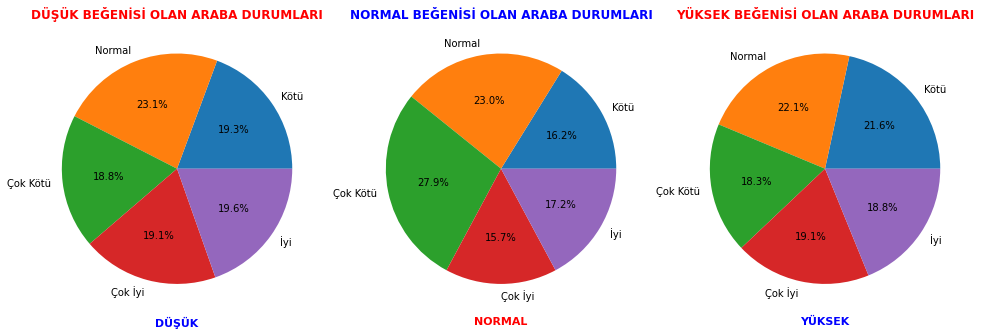 DÜŞÜK BEĞENİSİ OLAN ARABA DURUMLARI
Normal
Kötü
23.1%
19.3%
Çok Kötü
18.8%
19.1%
19.6%
İyi
Çok İyi
DÜŞÜK
NORMAL BEĞENİSİ OLAN ARABA DURUMLARI
Normal
Kötü
23.0%
16.2%
Çok Kötü
27.9%
15.7%
17.2%
İyi
Çok İyi
NORMAL
YÜKSEK BEĞENİSİ OLAN ARABA DURUMLARI
Normal
Kötü
22.1%
21.6%
Çok Kötü
18.3%
19.1%
18.8%
İyi
Çok İyi
YÜKSEK